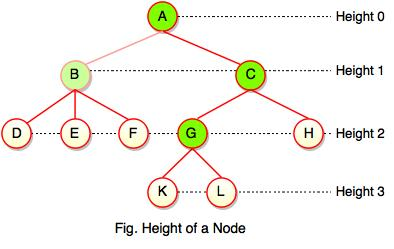 A Height 0
B C Height 1
D E F G H Height 2
K L Height 3
Fig. Height of a Node